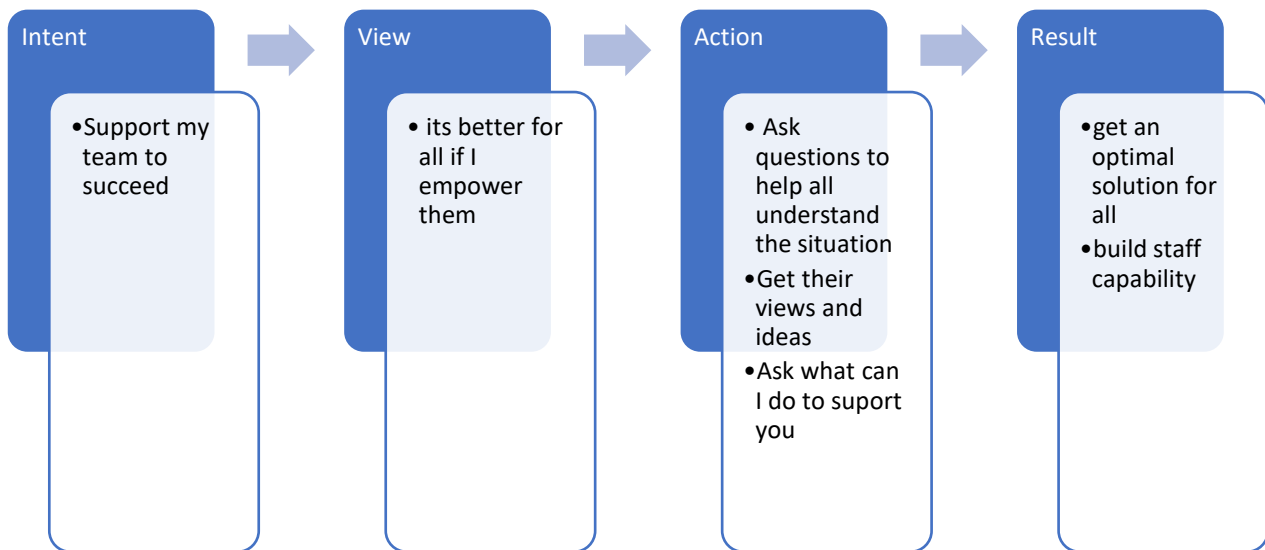 Intent
•Support my
team to
succeed
View
• its better for
all if I
empower
them
Action
• Ask
questions to
help all
understand
the situation
•Get their
views and
ideas
•Ask what can
I do to suport
you
Result
•get an
optimal
solution for
all
•build staff
capability